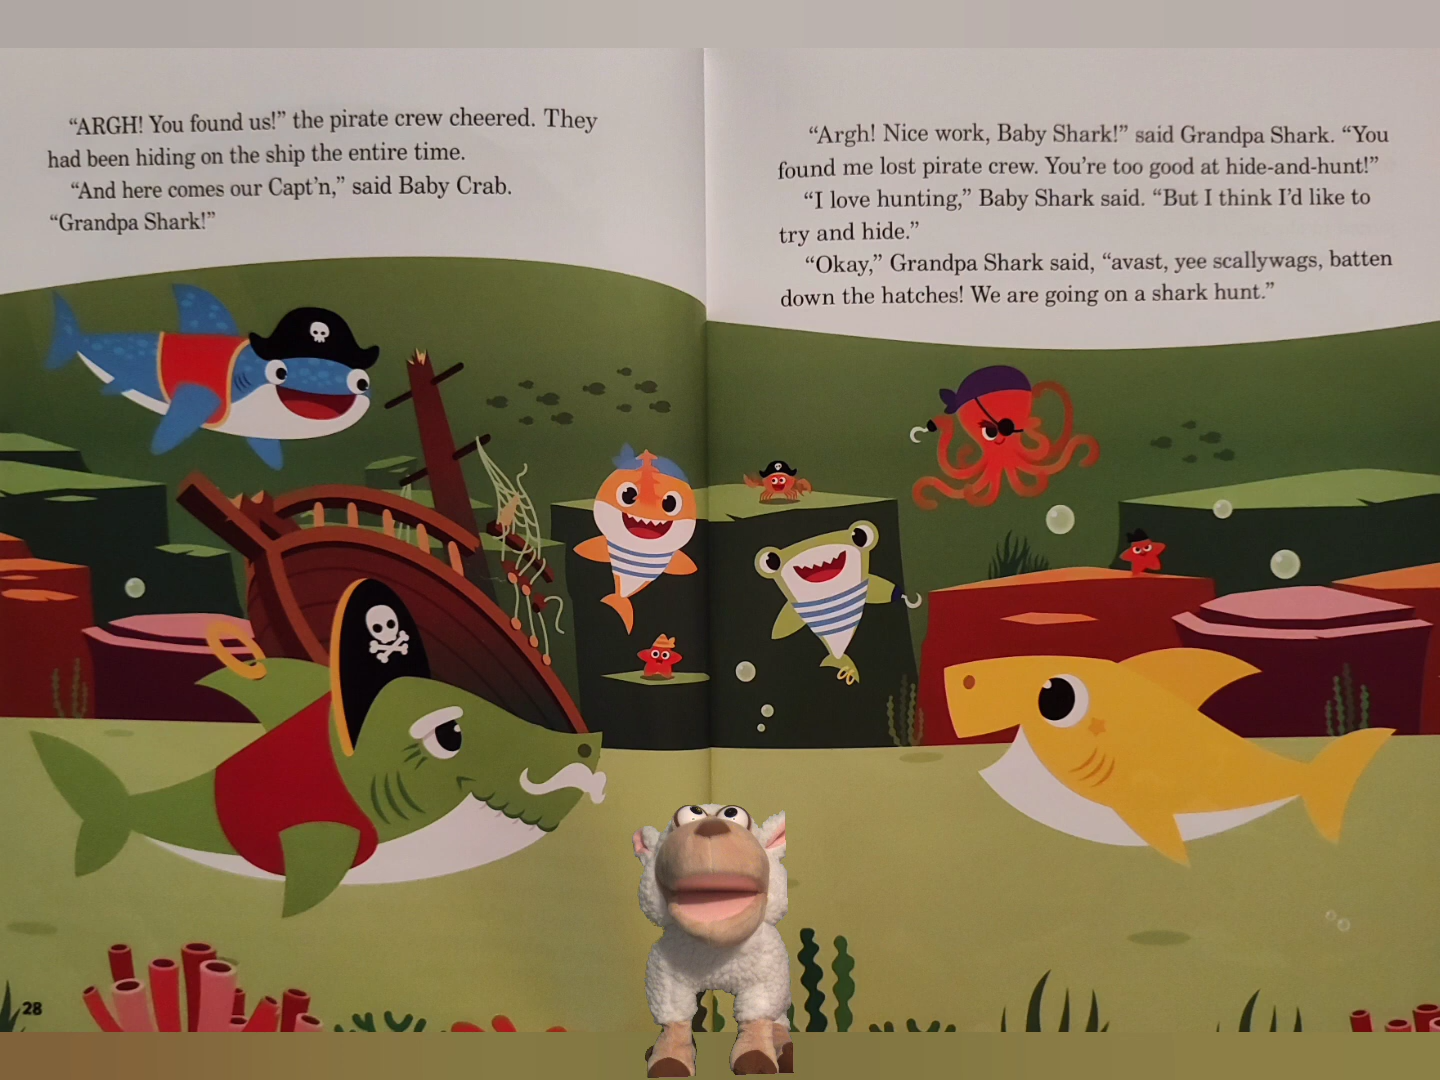 “ARGH! You found us!” the pirate crew cheered. They
had been hiding on the ship the entire time.
“And here comes our Capt’n,” said Baby Crab.
“Grandpa Shark!”
“Argh! Nice work, Baby Shark!” said Grandpa Shark. “You
found me lost pirate crew. You’re too good at hide-and-hunt!”
“I love hunting,” Baby Shark said. “But I think I’d like to
try and hide.”
“Okay,” Grandpa Shark said, “avast, yee scallywags, batten
down the hatches! We are going on a shark hunt.”
28